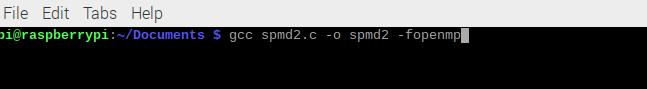 File Edit Tabs Help
pi@raspberrypi:~/Documents $ gcc spmd2.c -o spmd2 -fopenmp